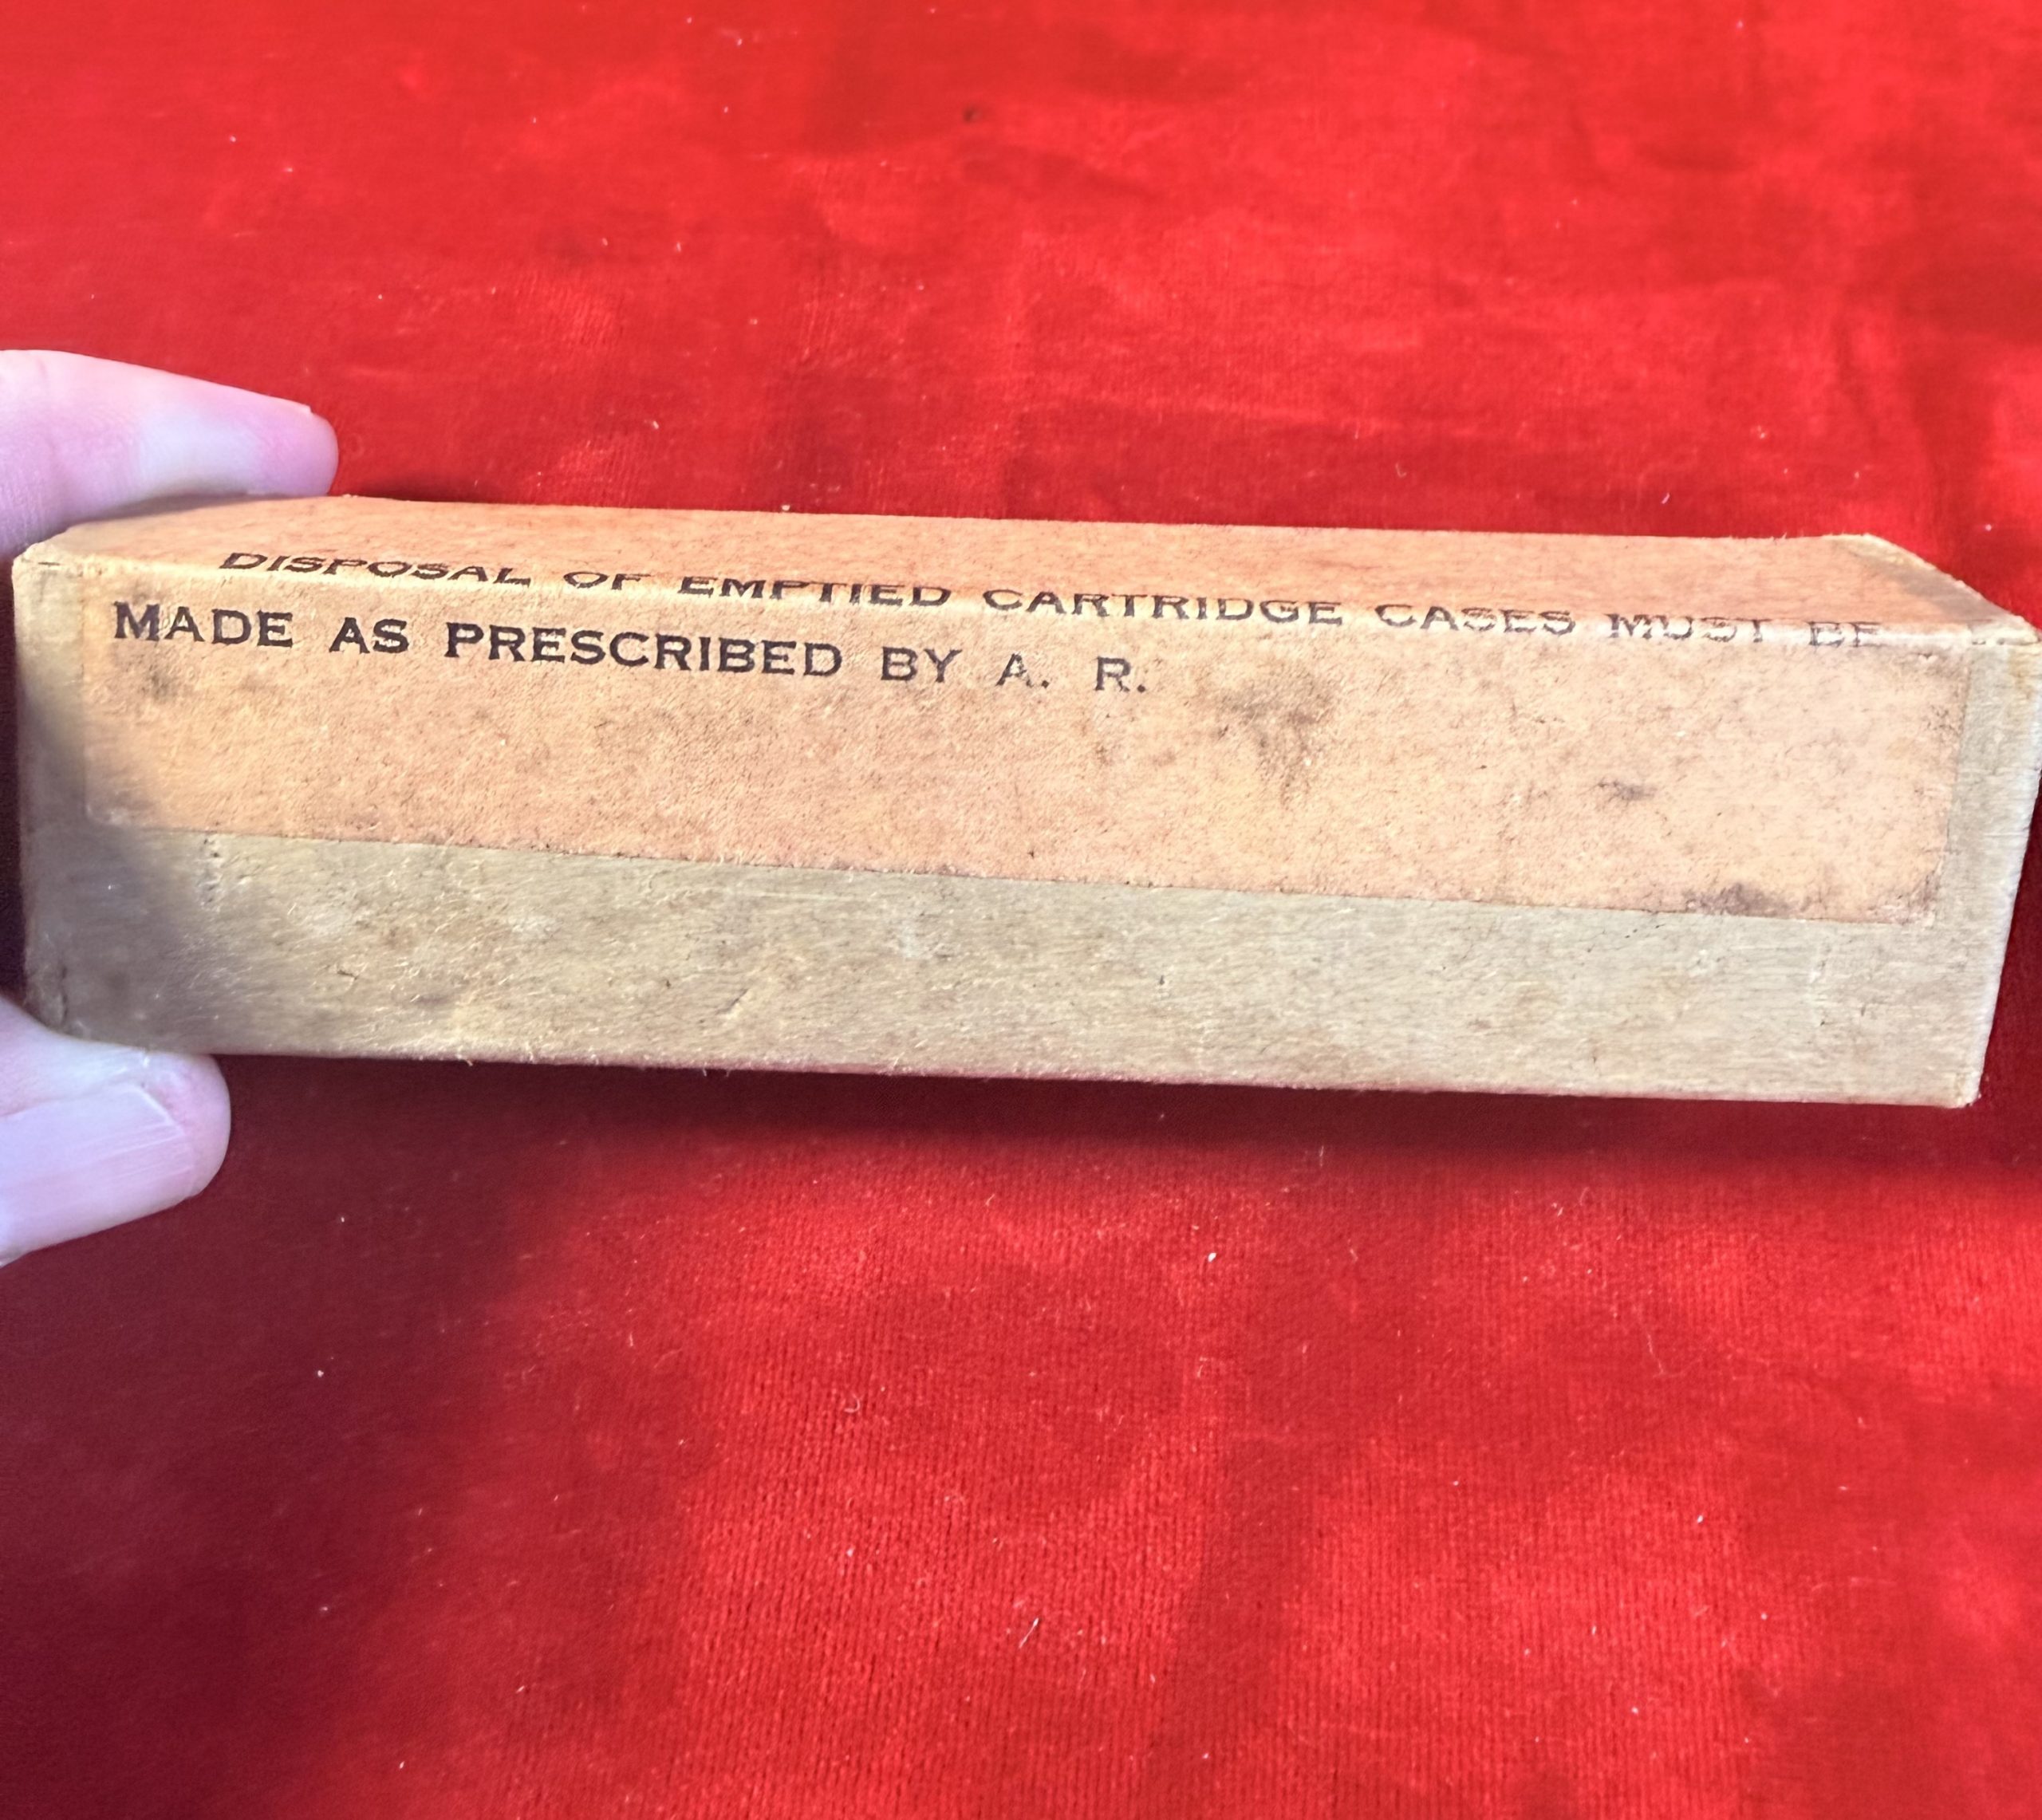 DISPOSAL OF EMPTIED CARTRIDGE CASES MUST BE
MADE AS PRESCRIBED BY A. R.